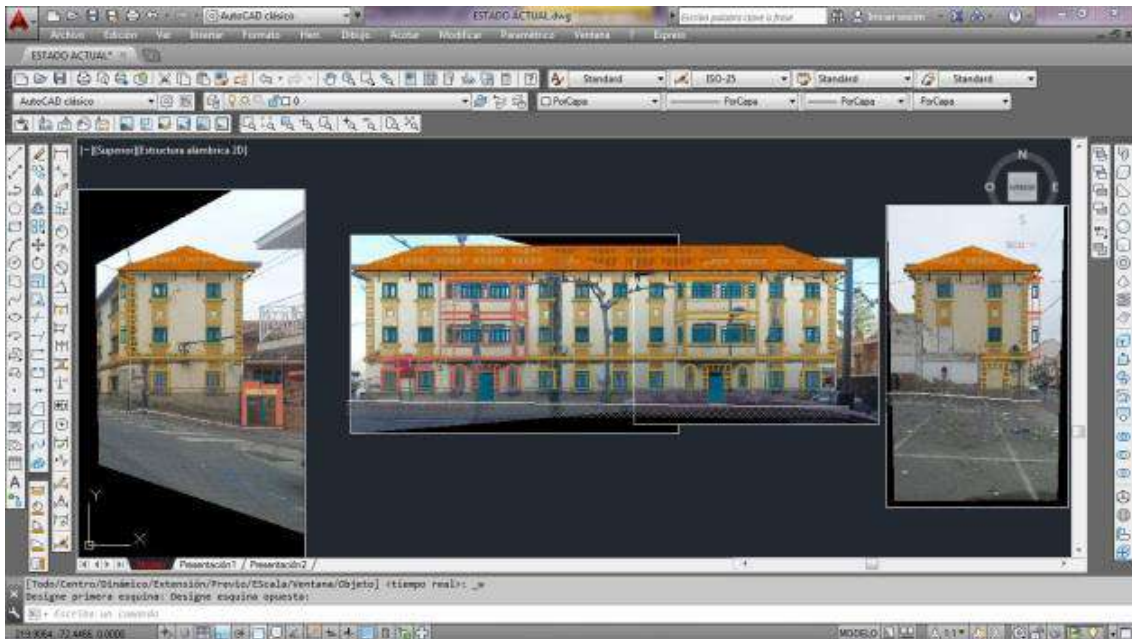 AutoCAD clásico
ESTADO ACTUAL.dwg
Escriba palabra clave o frase
Iniciar sesión
Archivo Edición Ver Insertar Formato Herr. Dibujo Acotar Modificar Paramétrico Ventana ? Express
ESTADO ACTUAL*
Standard ISO-25 Standard Standard
AutoCAD clásico 0 PorCapa PorCapa PorCapa PorCapa
[-][Superior][Estructura alámbrica 2D]
N
O SUPERIOR E
S
Y
X
Modelo Presentación1 Presentación2
[Todo/Centro/Dinámico/Extensión/Previo/EScala/Ventana/Objeto] <tiempo real>: _w
Designe primera esquina: Designe esquina opuesta:
Escriba un comando
MODELO